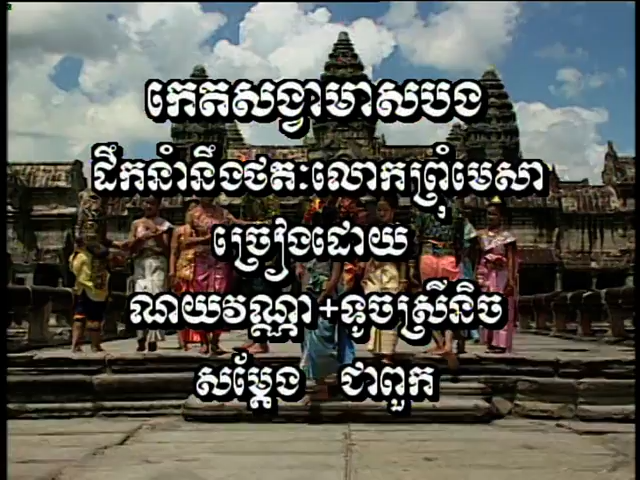 កេតសង្វាមាសបង
ដឹកនាំនឹងថតៈលោកព្រុំមេសា
ច្រៀងដោយ
ណយវណ្ណា+ទូចស្រីនិច
សម្ដែង ជាពួក